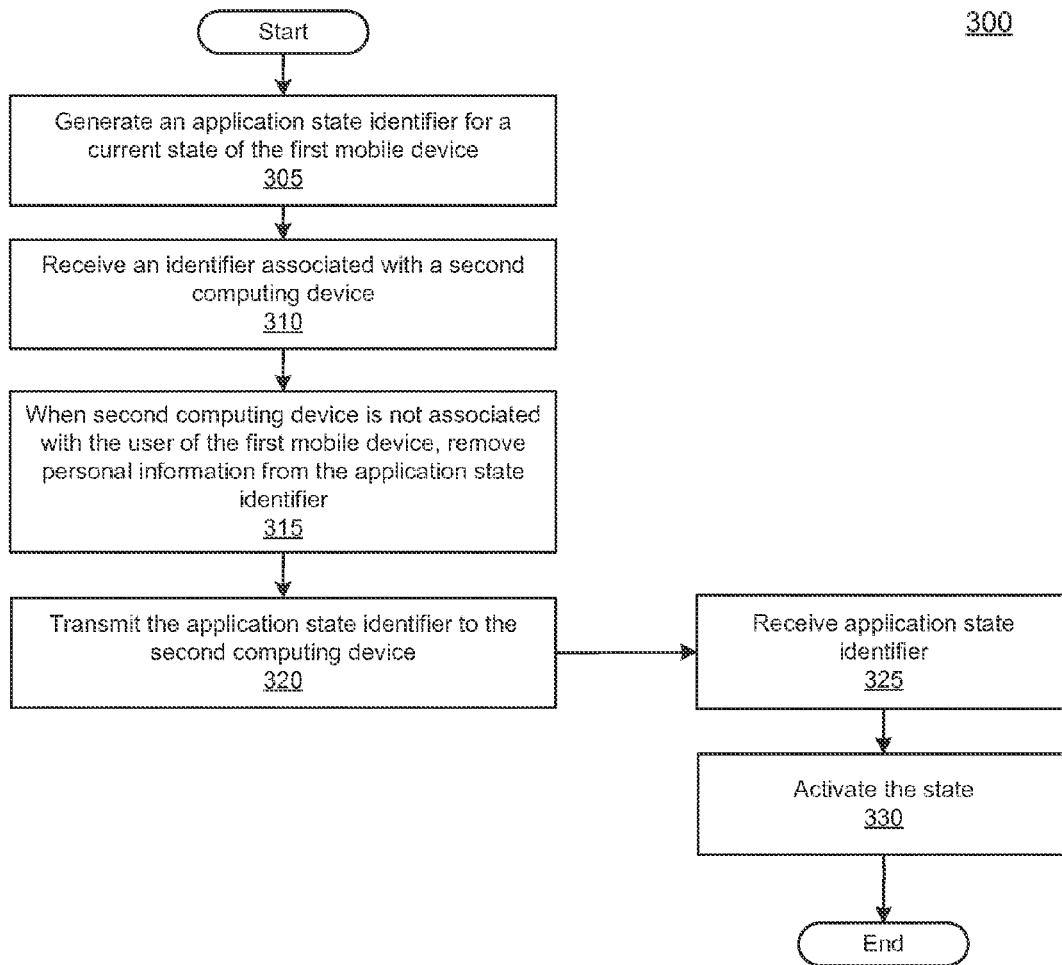 300
Start
Generate an application state identifier for a
current state of the first mobile device
305
Receive an identifier associated with a second
computing device
310
When second computing device is not associated
with the user of the first mobile device, remove
personal information from the application state
identifier
315
Transmit the application state identifier to the
second computing device
320
Receive application state
identifier
325
Activate the state
330
End